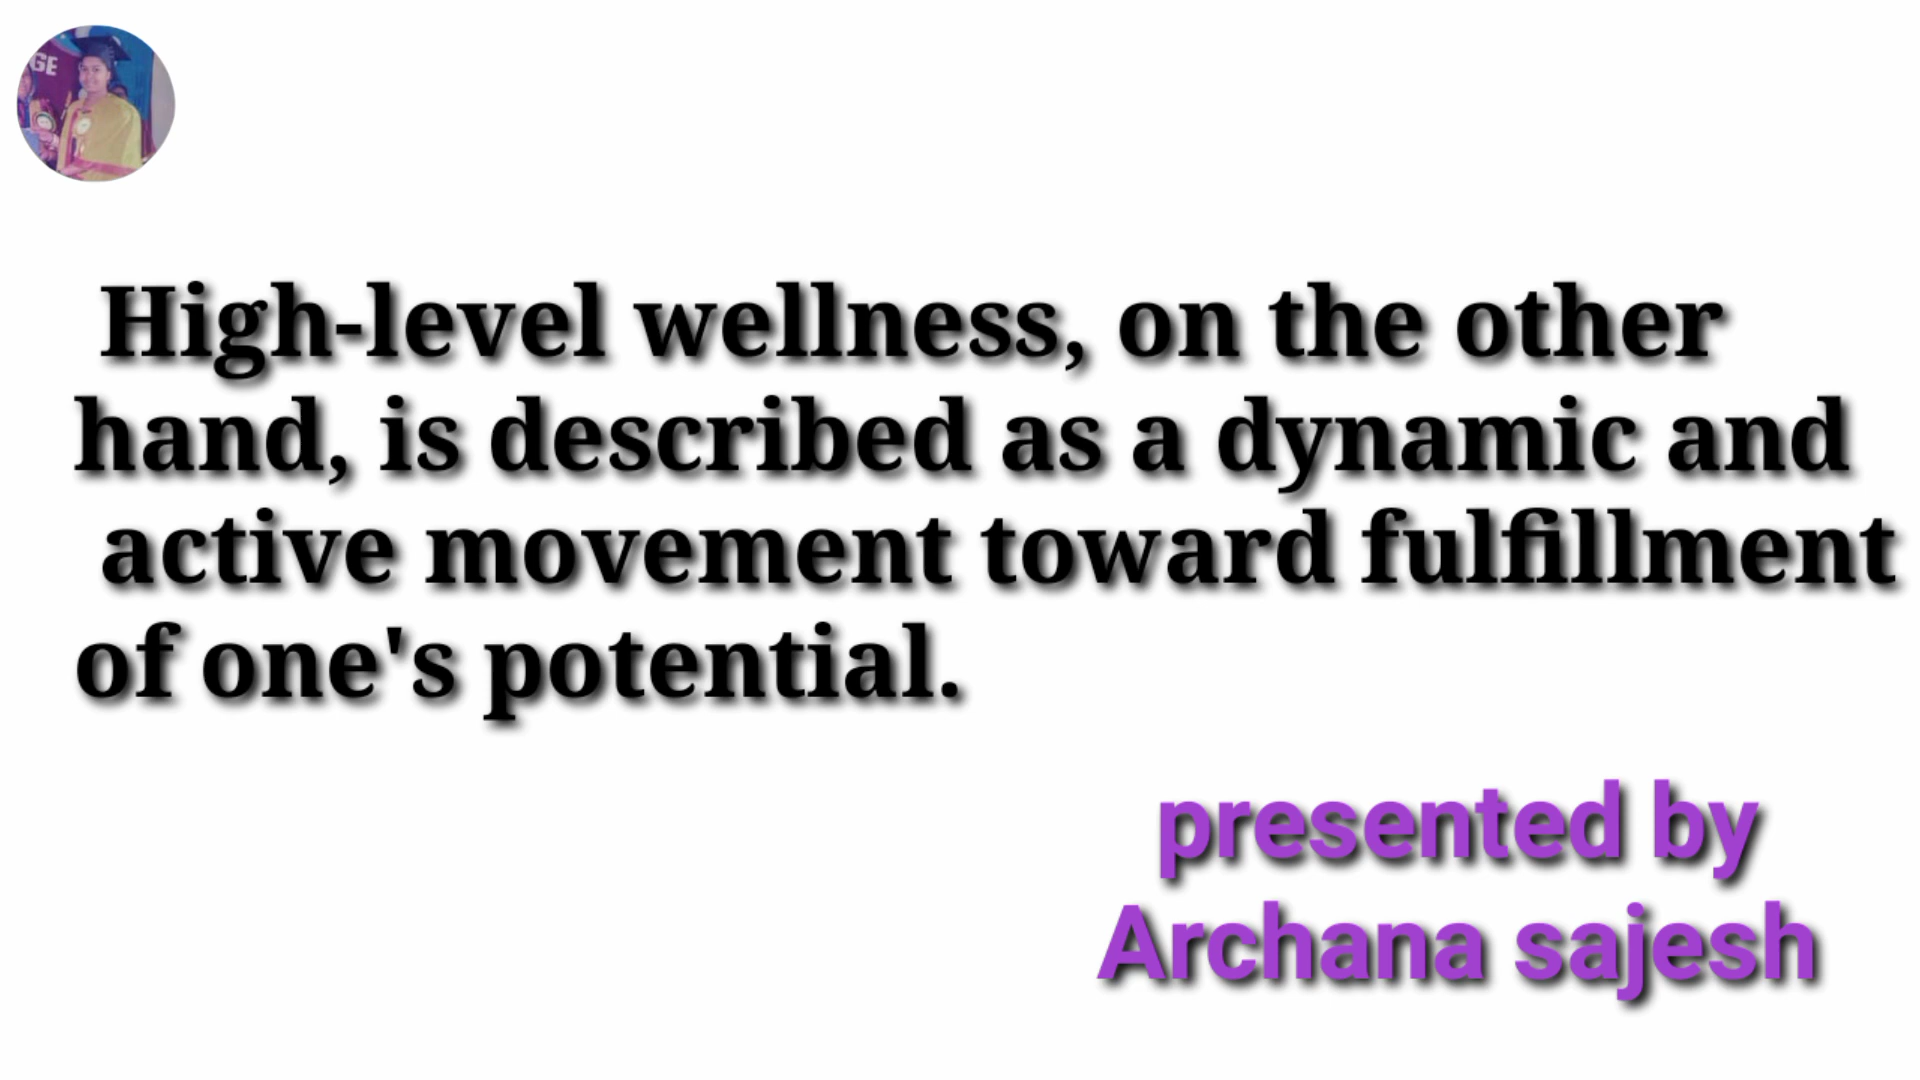 GE
High-level wellness, on the other
hand, is described as a dynamic and
active movement toward fulfillment
of one's potential.
presented by
Archana sajesh